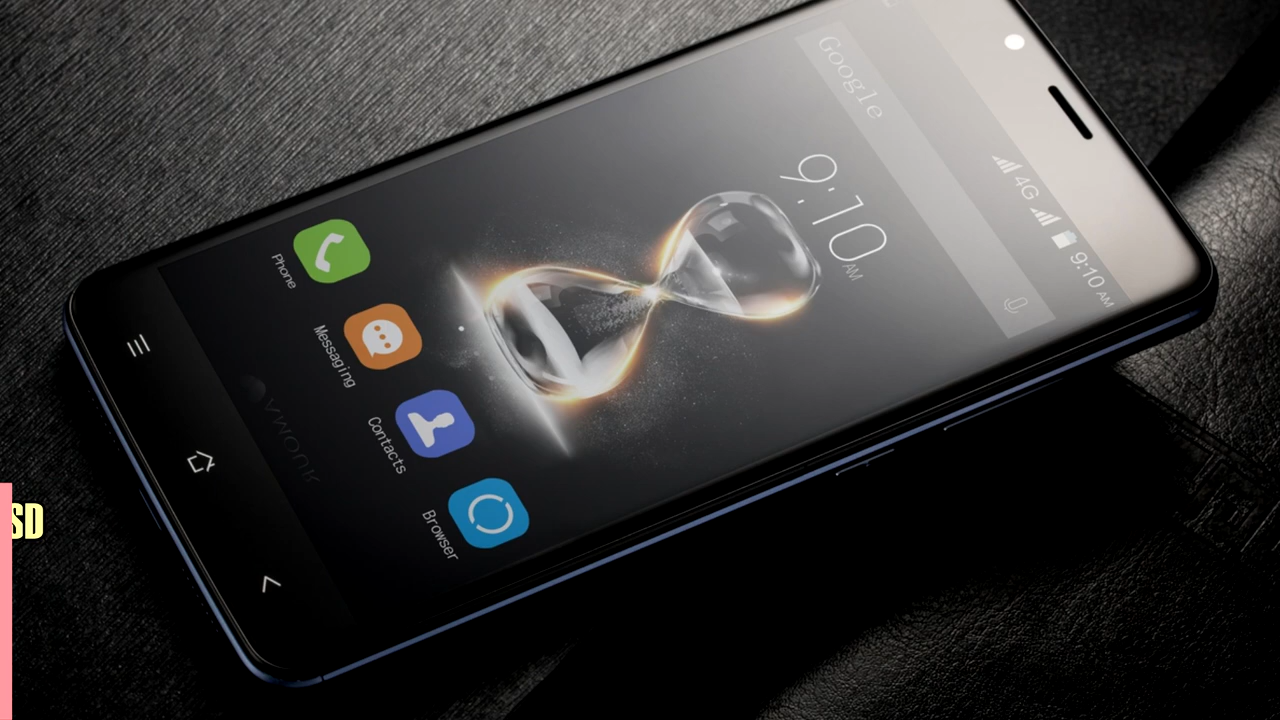 Google
4G
9:10 AM
9:10 AM
Phone
Messaging
Contacts
Browser
SD